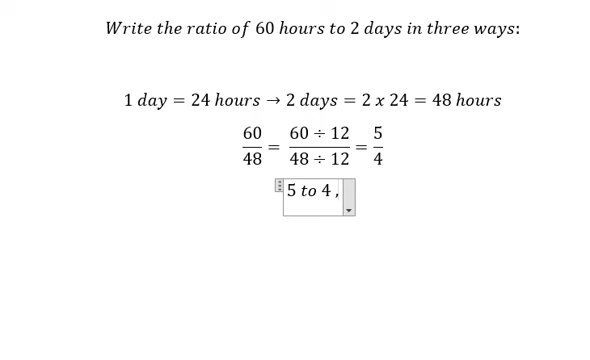 Write the ratio of 60 hours to 2 days in three ways:
1 day = 24 hours → 2 days = 2 x 24 = 48 hours
60/48 = 60 ÷ 12/48 ÷ 12 = 5/4
5 to 4 ,